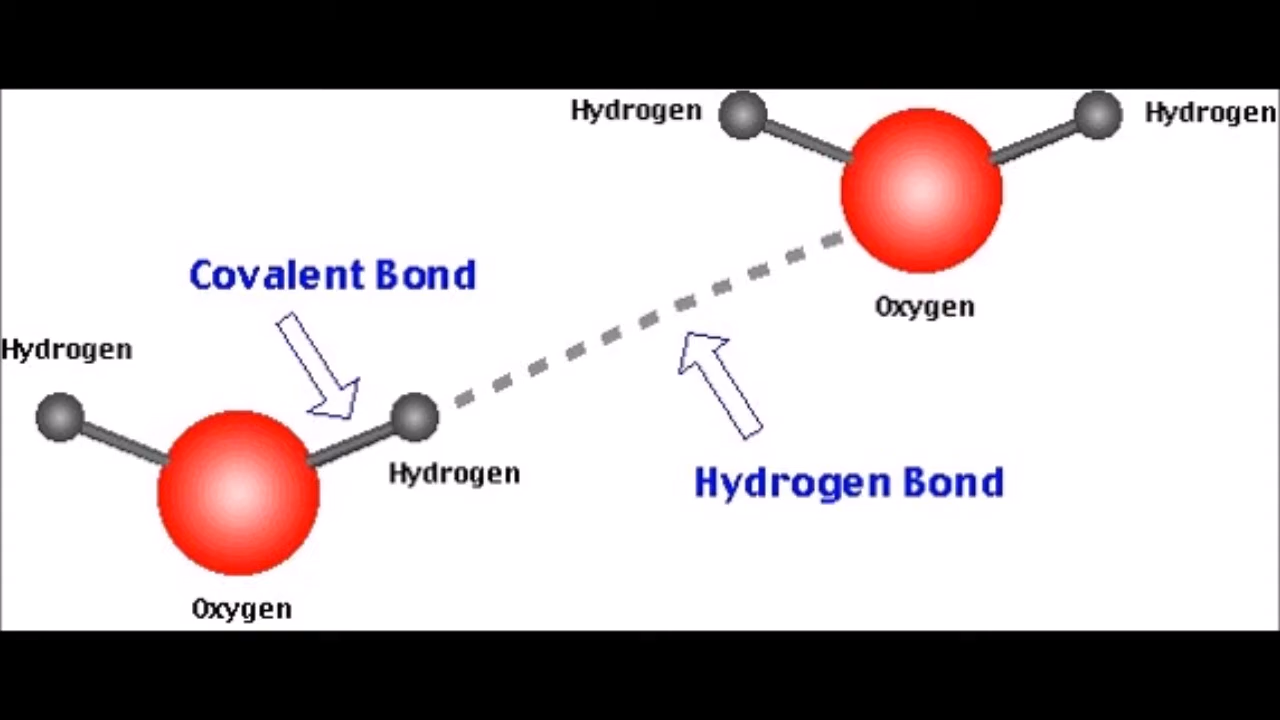 Hydrogen
Hydrogen
Covalent Bond
Oxygen
Hydrogen
Hydrogen
Hydrogen Bond
Oxygen